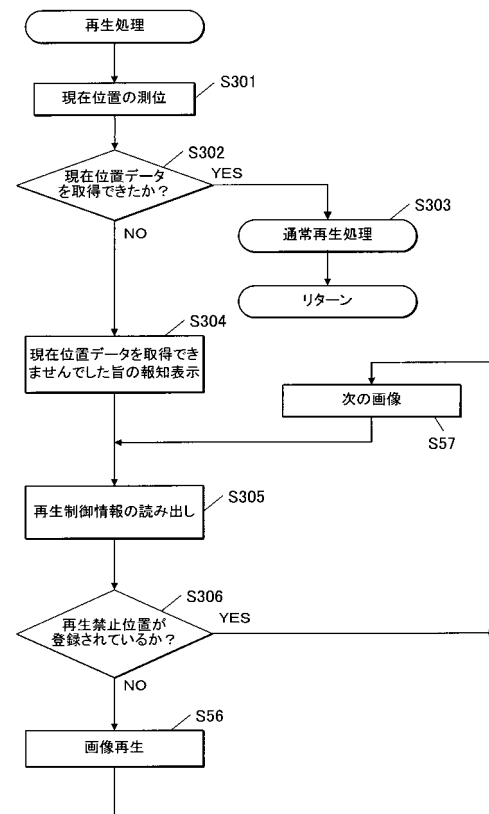 再生処理
S301
現在位置の測位
S302
現在位置データ
を取得できたか？
YES
NO
S303
通常再生処理
リターン
S304
現在位置データを取得でき
ませんでした旨の報知表示
次の画像
S57
S305
再生制御情報の読み出し
S306
再生禁止位置が
登録されているか？
YES
NO
S56
画像再生